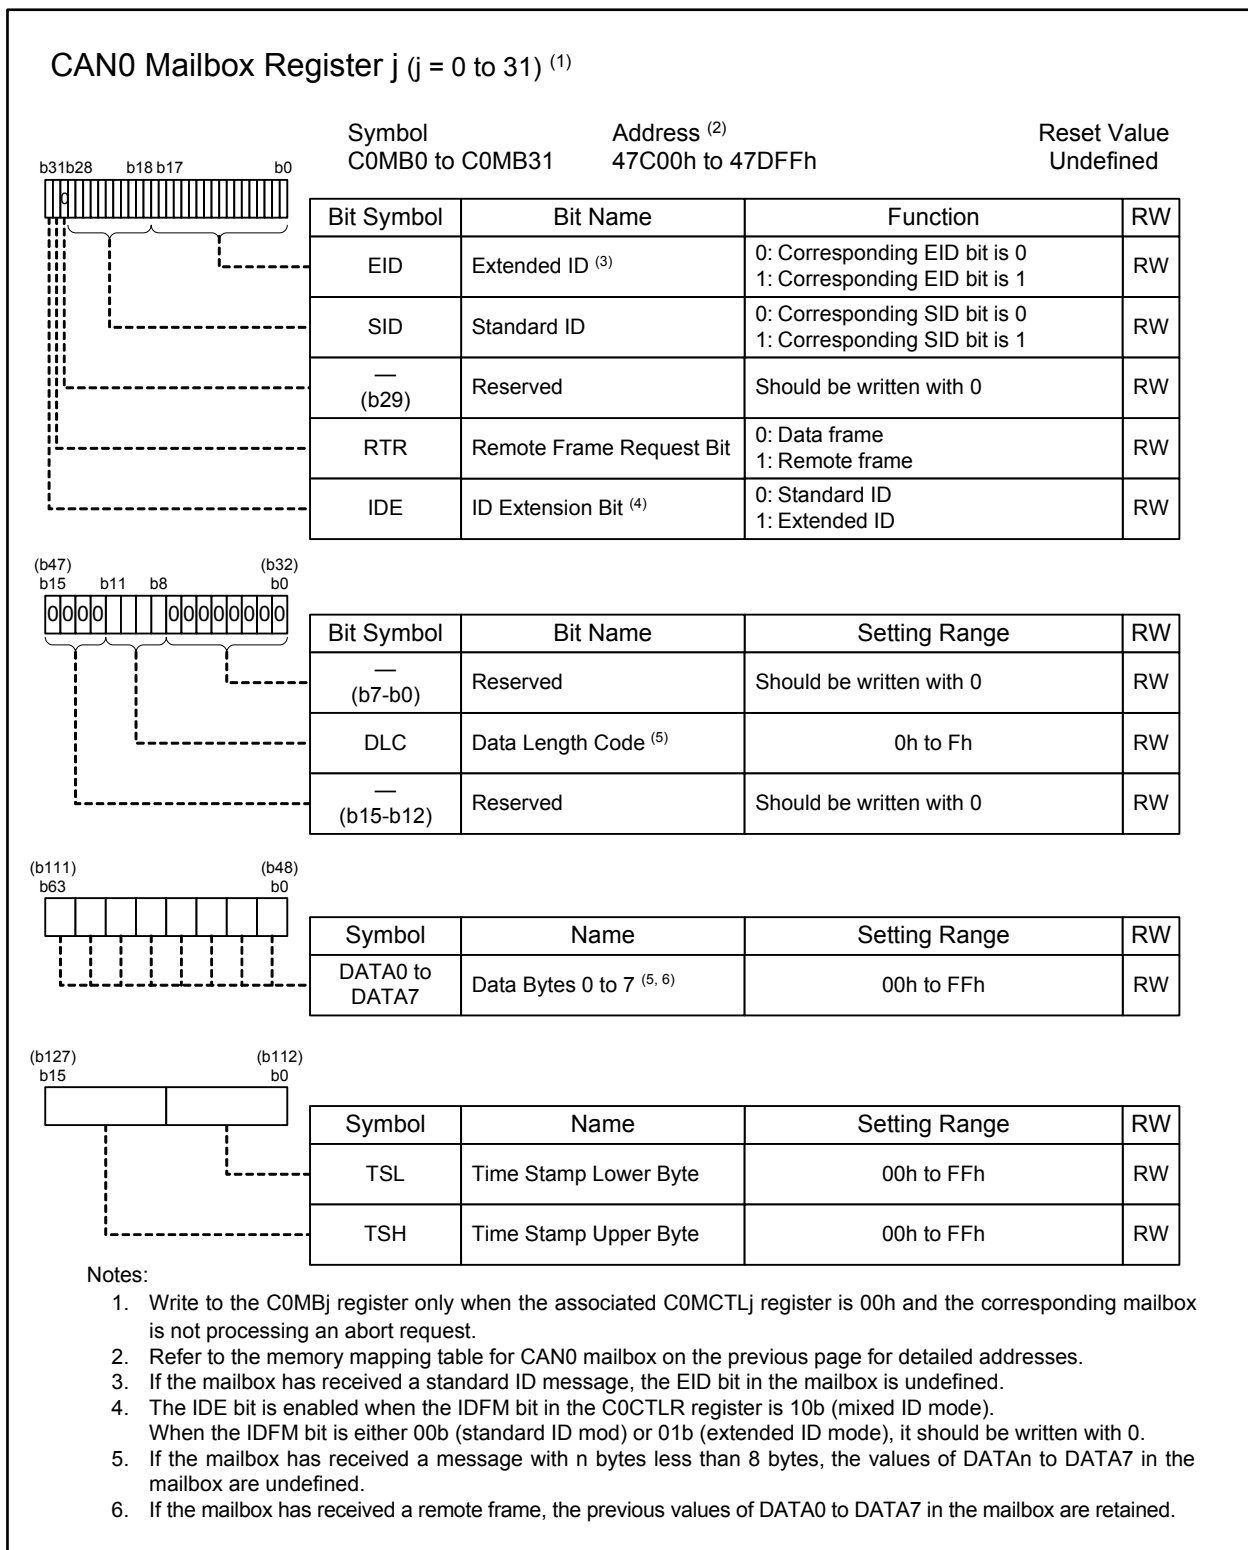 CAN0 Mailbox Register j (j = 0 to 31) (1)
Symbol Address (2) Reset Value
C0MB0 to C0MB31 47C00h to 47DFFh Undefined
b31b28 b18 b17 b0
0
Bit Symbol Bit Name Function RW
EID Extended ID (3) 0: Corresponding EID bit is 0 RW
1: Corresponding EID bit is 1
SID Standard ID 0: Corresponding SID bit is 0 RW
1: Corresponding SID bit is 1
— (b29) Reserved Should be written with 0 RW
RTR Remote Frame Request Bit 0: Data frame RW
1: Remote frame
IDE ID Extension Bit (4) 0: Standard ID RW
1: Extended ID
(b47) (b32)
b15 b11 b8 b0
0000 00000000
Bit Symbol Bit Name Setting Range RW
— (b7-b0) Reserved Should be written with 0 RW
DLC Data Length Code (5) 0h to Fh RW
— (b15-b12) Reserved Should be written with 0 RW
(b111) (b48)
b63 b0
Symbol Name Setting Range RW
DATA0 to DATA7 Data Bytes 0 to 7 (5, 6) 00h to FFh RW
(b127) (b112)
b15 b0
Symbol Name Setting Range RW
TSL Time Stamp Lower Byte 00h to FFh RW
TSH Time Stamp Upper Byte 00h to FFh RW
Notes:
1. Write to the C0MBj register only when the associated C0MCTLj register is 00h and the corresponding mailbox
is not processing an abort request.
2. Refer to the memory mapping table for CAN0 mailbox on the previous page for detailed addresses.
3. If the mailbox has received a standard ID message, the EID bit in the mailbox is undefined.
4. The IDE bit is enabled when the IDFM bit in the C0CTLR register is 10b (mixed ID mode).
When the IDFM bit is either 00b (standard ID mod) or 01b (extended ID mode), it should be written with 0.
5. If the mailbox has received a message with n bytes less than 8 bytes, the values of DATAn to DATA7 in the
mailbox are undefined.
6. If the mailbox has received a remote frame, the previous values of DATA0 to DATA7 in the mailbox are retained.